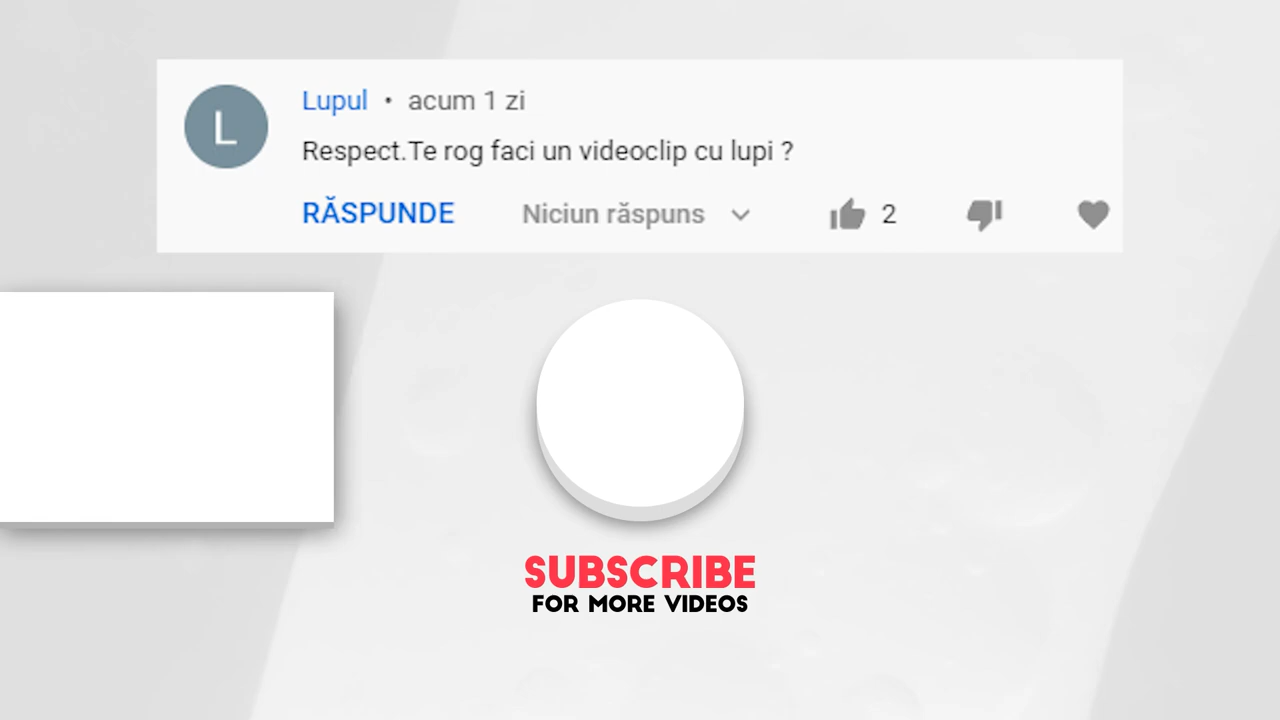 L
Lupul • acum 1 zi
Respect.Te rog faci un videoclip cu lupi ?
RĂSPUNDE Niciun răspuns 2
SUBSCRIBE
FOR MORE VIDEOS